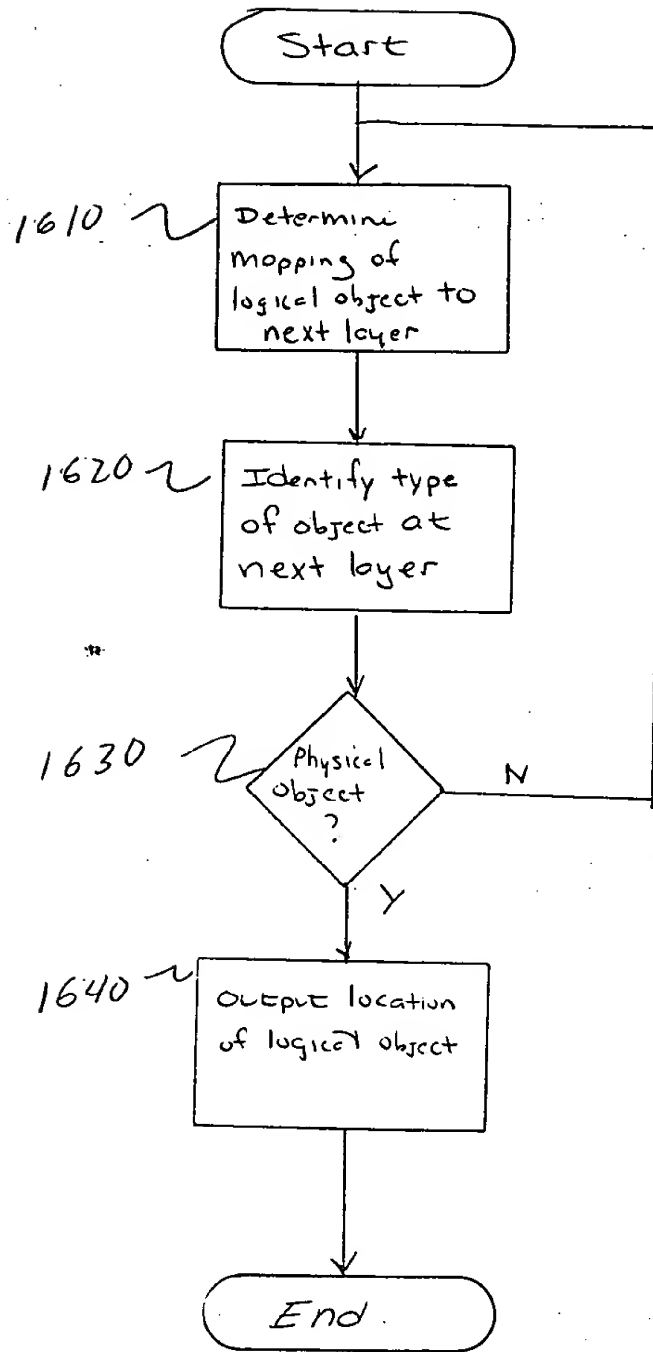 Start
1610
Determini
mapping of
logical object to
next layer
1620
Identify type
of object at
next layer
1630
Physical
Object
?
N
Y
1640
Output location
of logical object
End